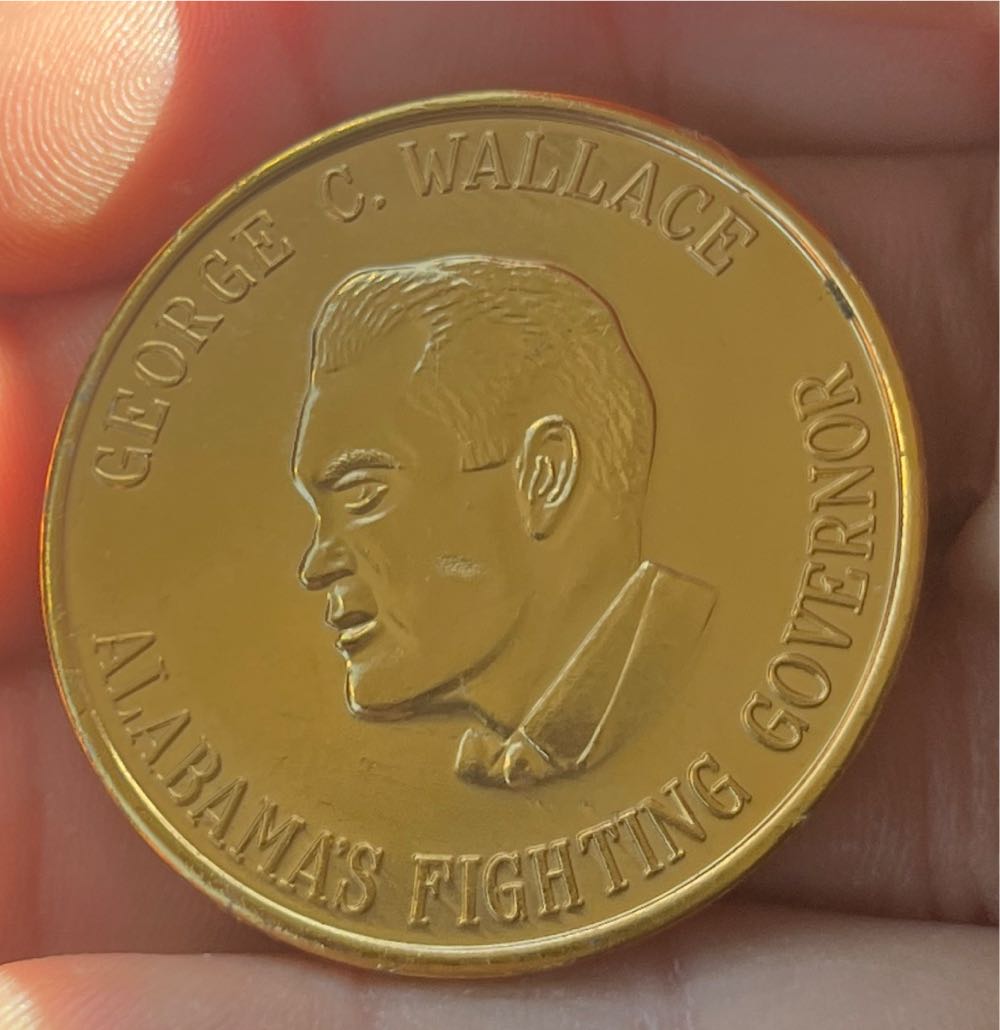 GEORGE C. WALLACE
ALABAMA'S FIGHTING GOVERNOR